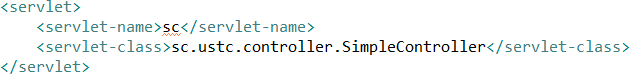 <servlet>
    <servlet-name>sc</servlet-name>
    <servlet-class>sc.ustc.controller.SimpleController</servlet-class>
</servlet>